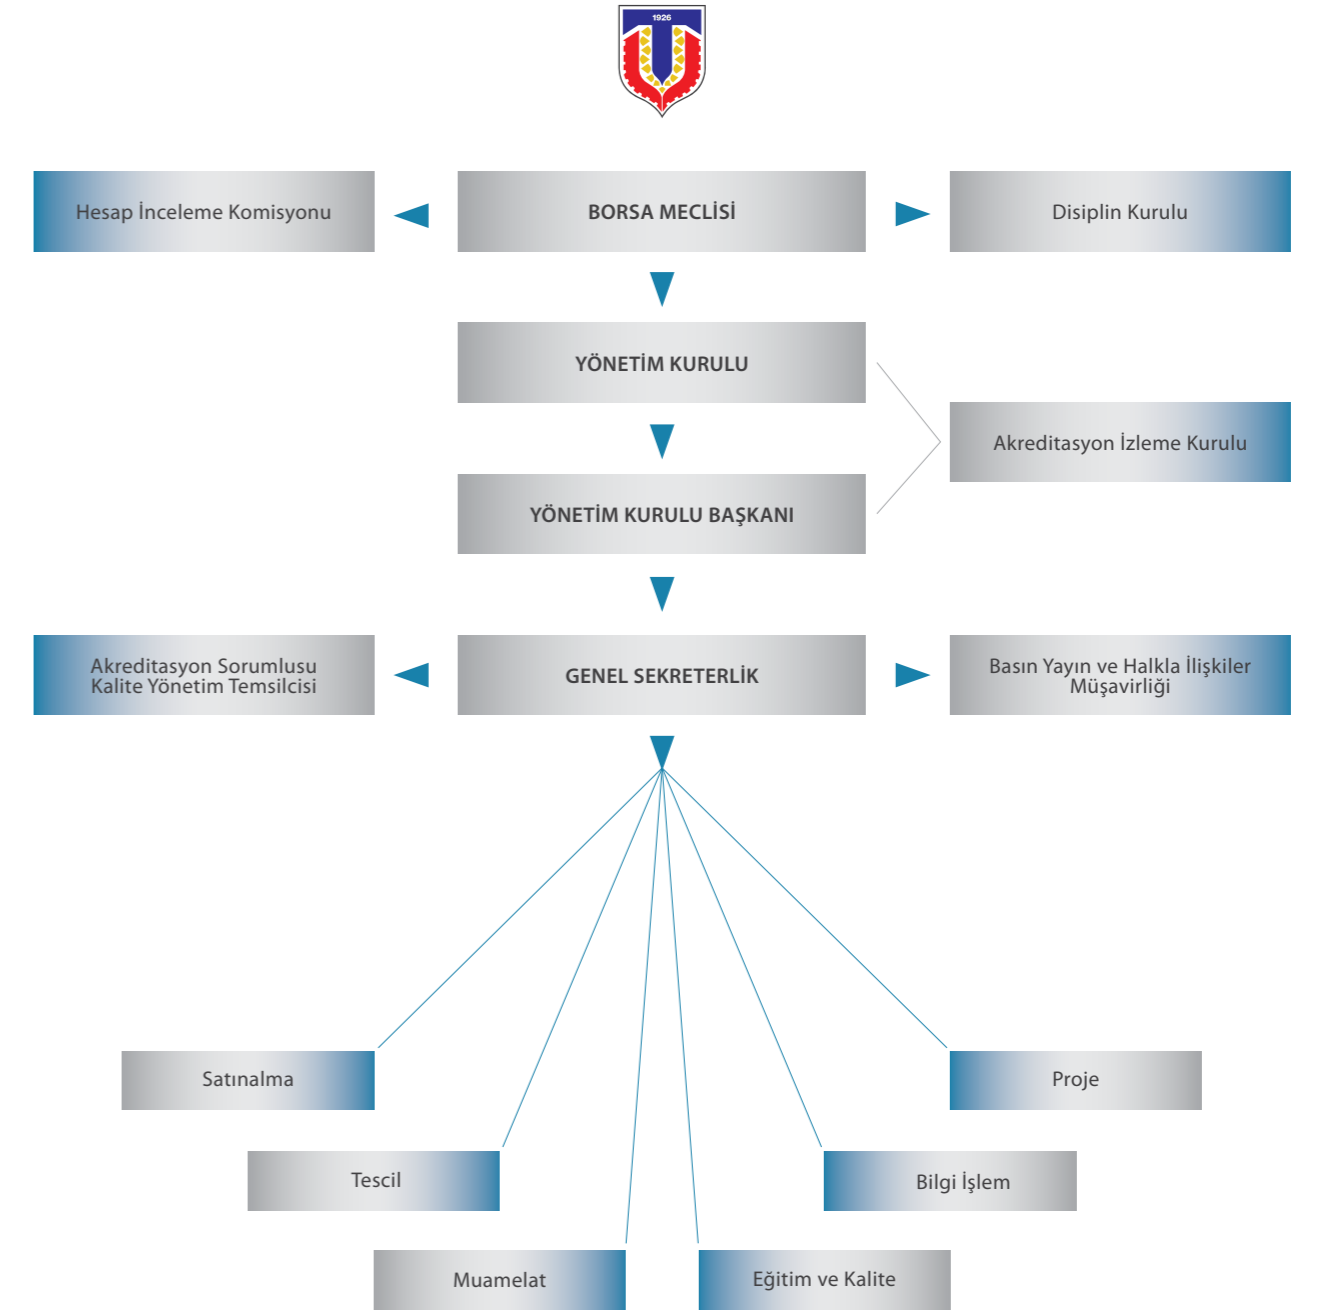 1926
Hesap İnceleme Komisyonu
BORSA MECLİSİ
Disiplin Kurulu
YÖNETİM KURULU
Akreditasyon İzleme Kurulu
YÖNETİM KURULU BAŞKANI
Akreditasyon Sorumlusu
Kalite Yönetim Temsilcisi
GENEL SEKRETERLİK
Basın Yayın ve Halkla İlişkiler
Müşavirliği
Satınalma
Proje
Tescil
Bilgi İşlem
Muamelat
Eğitim ve Kalite